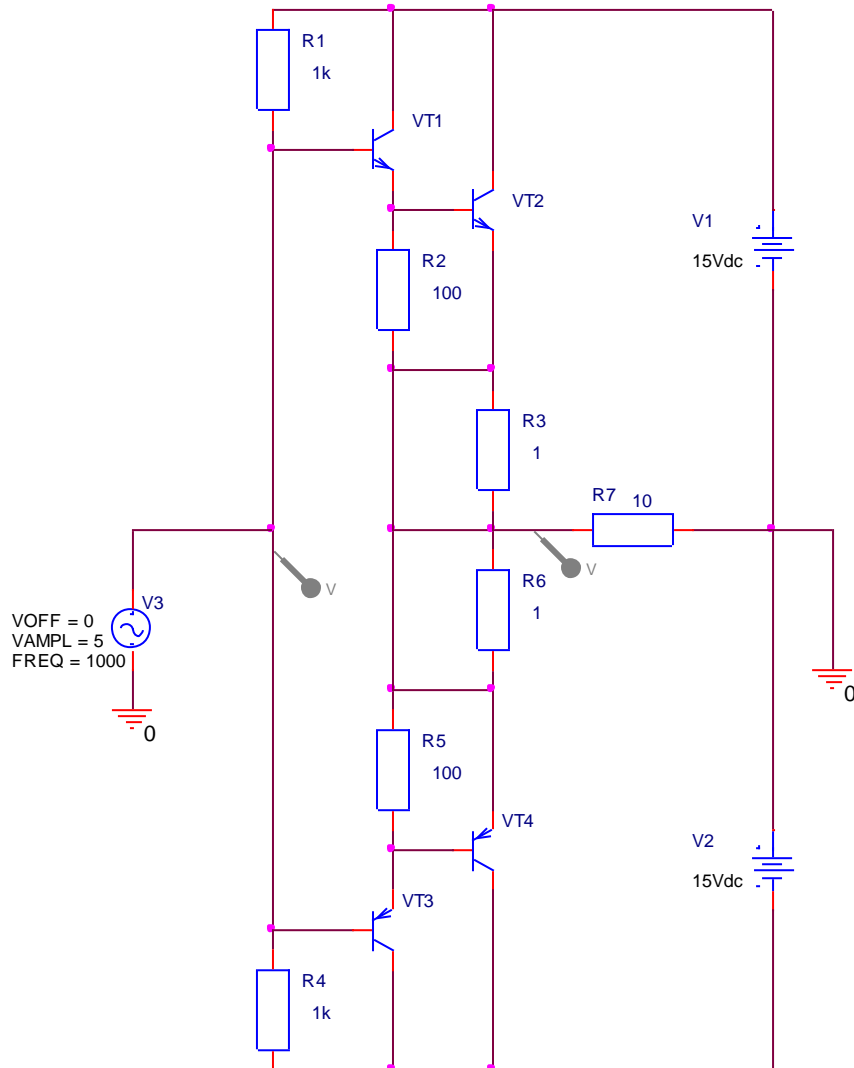 R1
1k
VT1
VT2
V1
15Vdc
R2
100
R3
1
R7 10
V
V
R6
1
V3
VOFF = 0
VAMPL = 5
FREQ = 1000
0
0
R5
100
VT4
V2
15Vdc
VT3
R4
1k